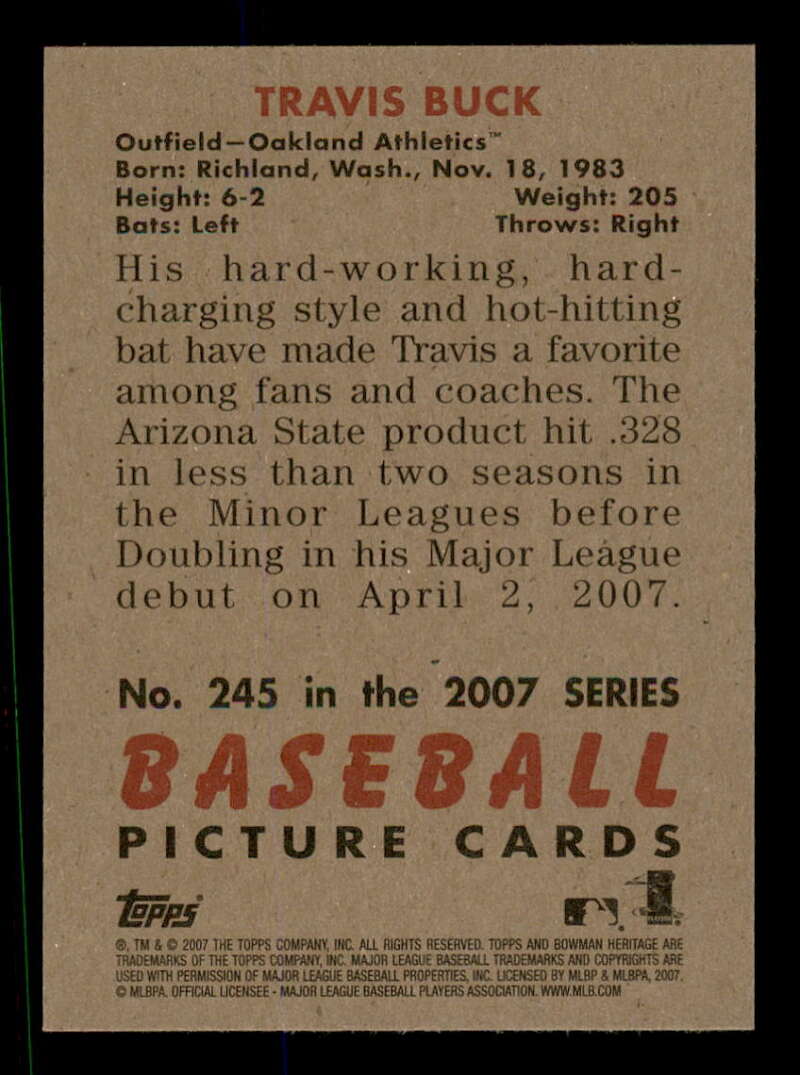 TRAVIS BUCK
Outfield—Oakland Athletics™
Born: Richland, Wash., Nov. 18, 1983
Height: 6-2 Weight: 205
Bats: Left Throws: Right
His hard-working, hard-
charging style and hot-hitting
bat have made Travis a favorite
among fans and coaches. The
Arizona State product hit .328
in less than two seasons in
the Minor Leagues before
Doubling in his Major League
debut on April 2, 2007.
No. 245 in the 2007 SERIES
BASEBALL
PICTURE CARDS
topps
®, TM & © 2007 THE TOPPS COMPANY, INC. ALL RIGHTS RESERVED. TOPPS AND BOWMAN HERITAGE ARE
TRADEMARKS OF THE TOPPS COMPANY, INC. MAJOR LEAGUE BASEBALL TRADEMARKS AND COPYRIGHTS ARE
USED WITH PERMISSION OF MAJOR LEAGUE BASEBALL PROPERTIES, INC. LICENSED BY MLBP & MLBPA, 2007.
© MLBPA. OFFICIAL LICENSEE - MAJOR LEAGUE BASEBALL PLAYERS ASSOCIATION. WWW.MLB.COM